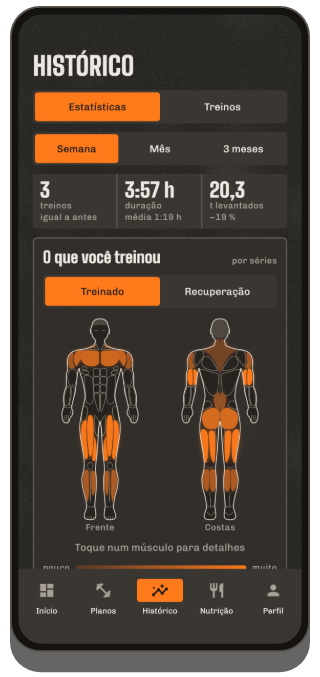 HISTÓRICO
Estatísticas Treinos
Semana Mês 3 meses
3 3:57 h 20,3
treinos duração t levantados
igual a antes média 1:19 h −19 %
O que você treinou por séries
Treinado Recuperação
Frente Costas
Toque num músculo para detalhes
pouco muito
Início Planos Histórico Nutrição Perfil